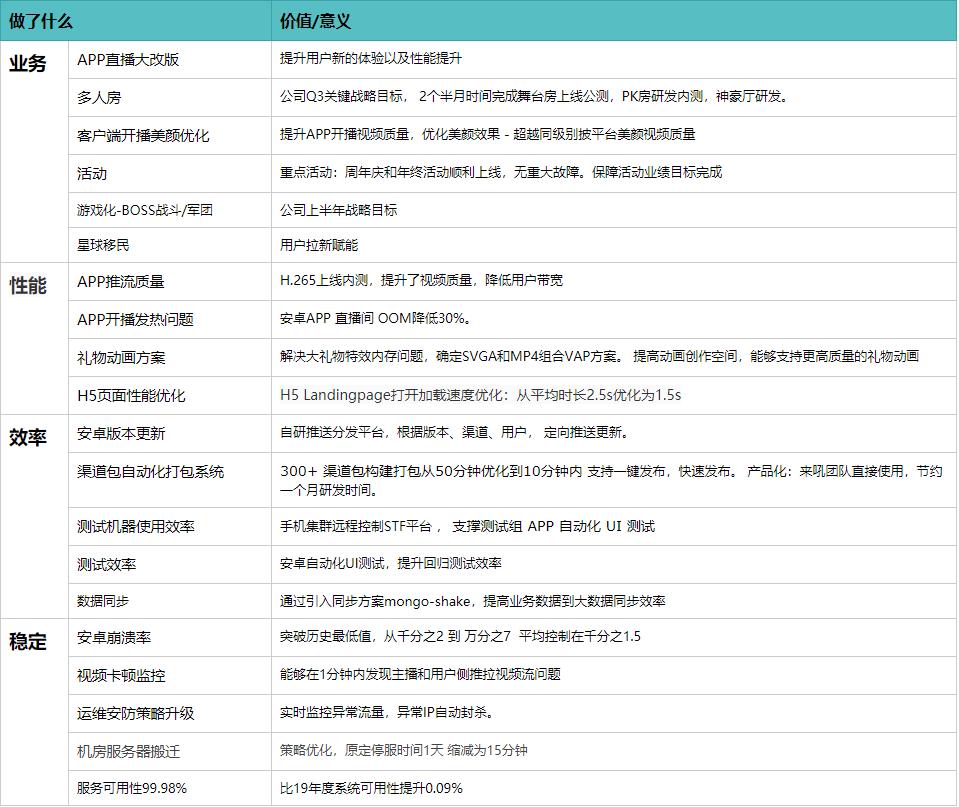 做了什么 价值/意义
业务
APP直播大改版 提升用户新的体验以及性能提升
多人房 公司Q3关键战略目标， 2个半月时间完成舞台房上线公测，PK房研发内测，神豪厅研发。
客户端开播美颜优化 提升APP开播视频质量，优化美颜效果 - 超越同级别披平台美颜视频质量
活动 重点活动：周年庆和年终活动顺利上线，无重大故障。保障活动业绩目标完成
游戏化-BOSS战斗/军团 公司上半年战略目标
星球移民 用户拉新赋能
性能
APP推流质量 H.265上线内测，提升了视频质量，降低用户带宽
APP开播发热问题 安卓APP 直播间 OOM降低30%。
礼物动画方案 解决大礼物特效内存问题，确定SVGA和MP4组合VAP方案。 提高动画创作空间，能够支持更高质量的礼物动画
H5页面性能优化 H5 Landingpage打开加载速度优化：从平均时长2.5s优化为1.5s
效率
安卓版本更新 自研推送分发平台，根据版本、渠道、用户， 定向推送更新。
渠道包自动化打包系统 300+ 渠道包构建打包从50分钟优化到10分钟内 支持一键发布，快速发布。 产品化：来吼团队直接使用，节约
一个月研发时间。
测试机器使用效率 手机集群远程控制STF平台 ， 支撑测试组 APP 自动化 UI 测试
测试效率 安卓自动化UI测试，提升回归测试效率
数据同步 通过引入同步方案mongo-shake，提高业务数据到大数据同步效率
稳定
安卓崩溃率 突破历史最低值，从千分之2 到 万分之7 平均控制在千分之1.5
视频卡顿监控 能够在1分钟内发现主播和用户侧推拉视频流问题
运维安防策略升级 实时监控异常流量，异常IP自动封杀。
机房服务器搬迁 策略优化，原定停服时间1天 缩减为15分钟
服务可用性99.98% 比19年度系统可用性提升0.09%